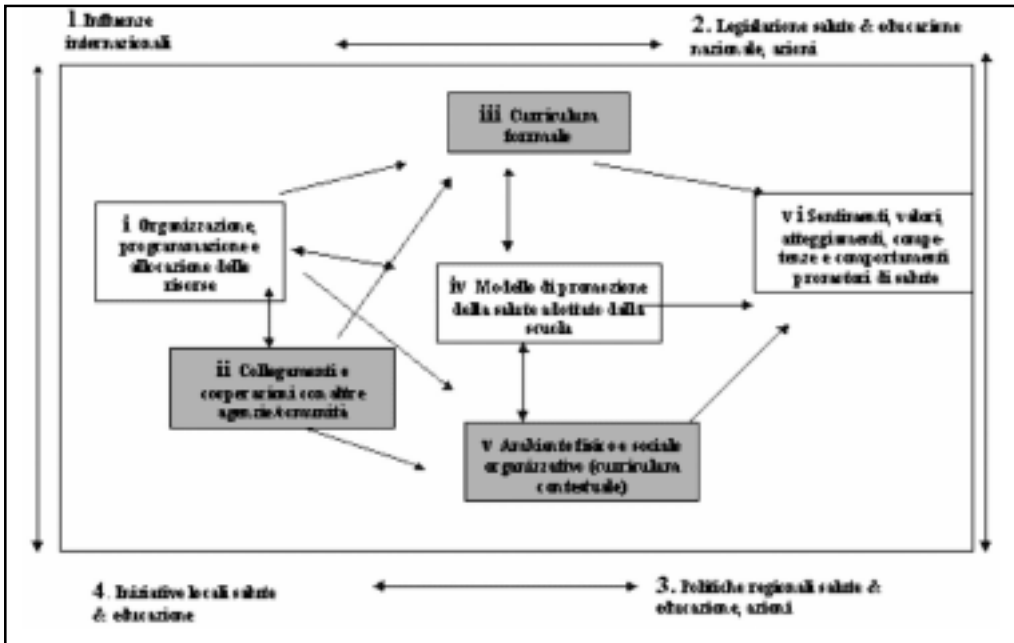 1. Influenze
internazionali
2. Legislazione salute & educazione
nazionale, azioni
iii Curriculum
formale
i Organizzazione,
programmazione e
allocazione delle
risorse
vi Sentimenti, valori,
atteggiamenti, compe-
tenze e comportamenti
promotori di salute
iv Modello di promozione
della salute adottato dalla
scuola
ii Collegamenti e
cooperazioni con altre
agenzie/comunità
v Ambiente fisico e sociale
organizzativo (curriculum
contestuale)
4. Iniziative locali salute
& educazione
3. Politiche regionali salute &
educazione, azioni